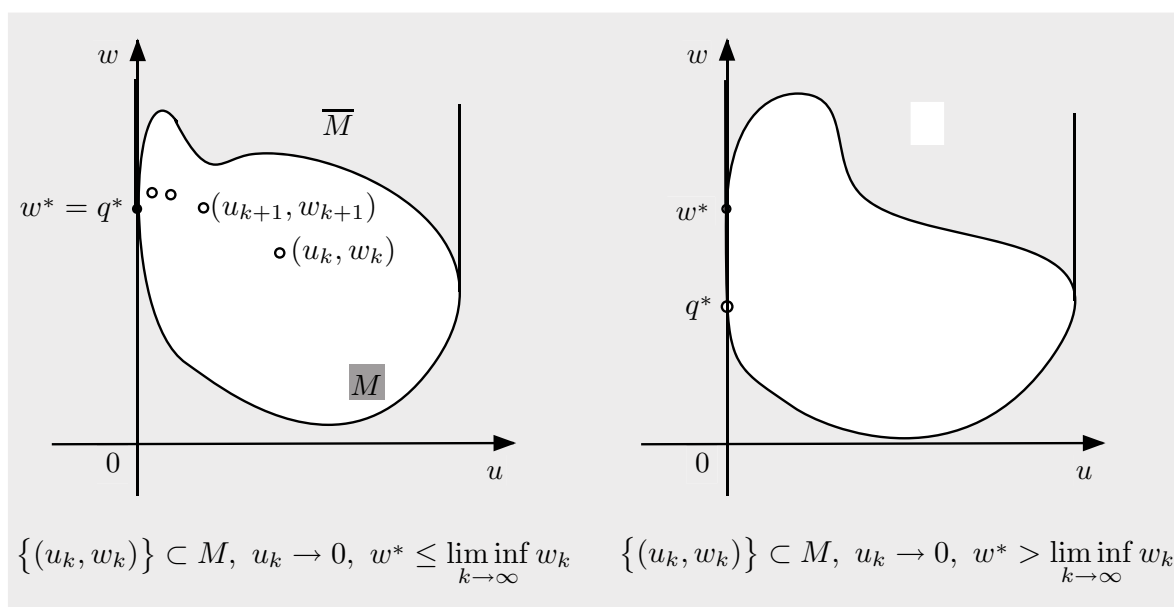 w
w
\overline{M}
w* = q*
(u_{k+1}, w_{k+1})
(u_k, w_k)
w*
q*
M
0
u
0
u
{(u_k, w_k)} ⊂ M, u_k → 0, w* ≤ lim inf_{k→∞} w_k
{(u_k, w_k)} ⊂ M, u_k → 0, w* > lim inf_{k→∞} w_k